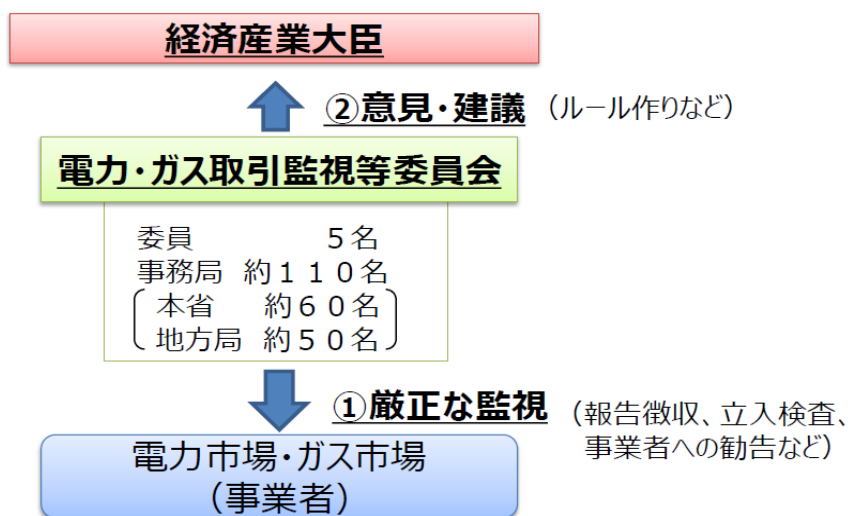 経済産業大臣
②意見・建議 （ルール作りなど）
電力・ガス取引監視等委員会
委員 ５名
事務局 約１１０名
本省 約６０名
地方局 約５０名
①厳正な監視 （報告徴収、立入検査、
事業者への勧告など）
電力市場・ガス市場
（事業者）